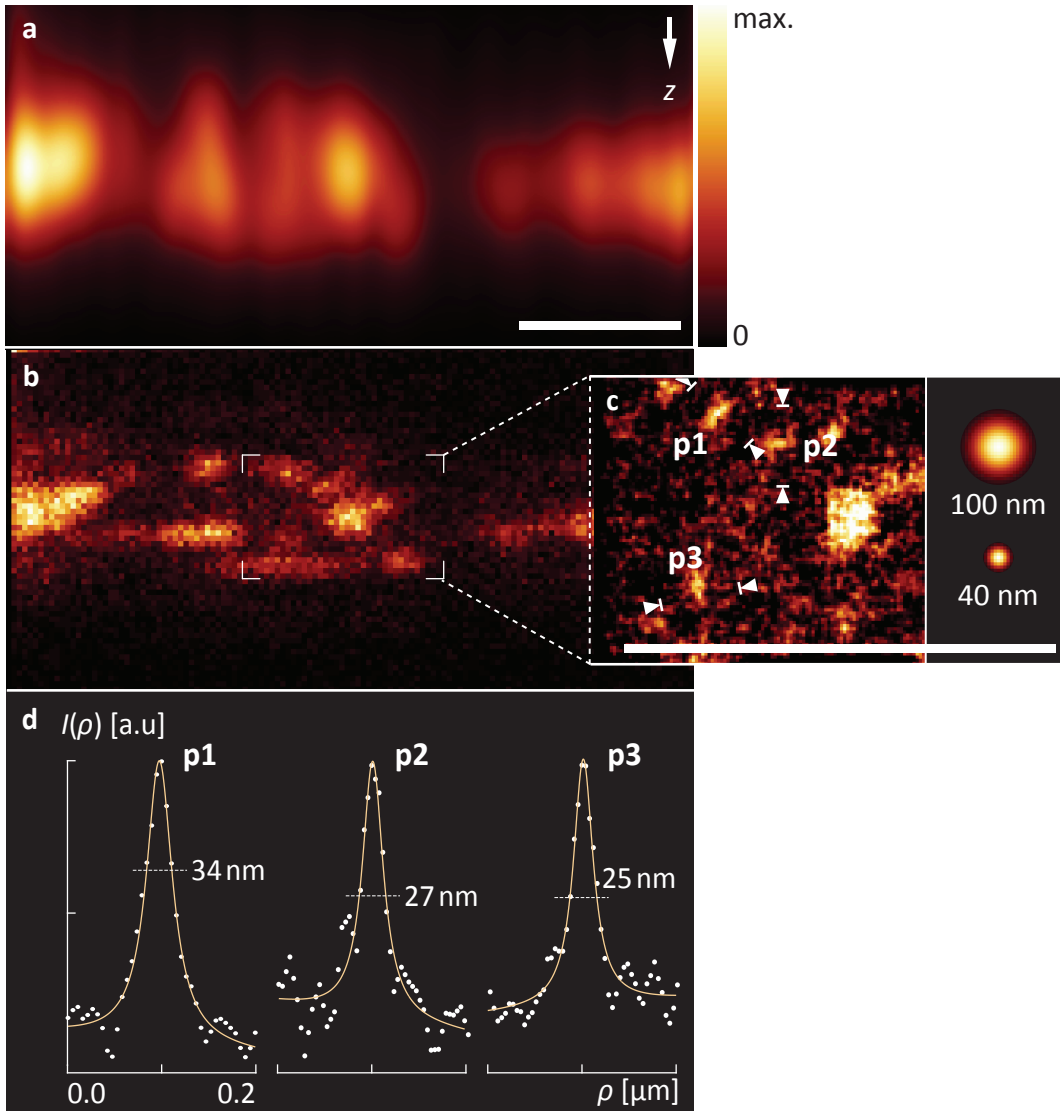 a
z
max.
0
b
c
p1
p2
p3
100 nm
40 nm
d
I(ρ) [a.u]
p1
p2
p3
34 nm
27 nm
25 nm
0.0
0.2
ρ [µm]